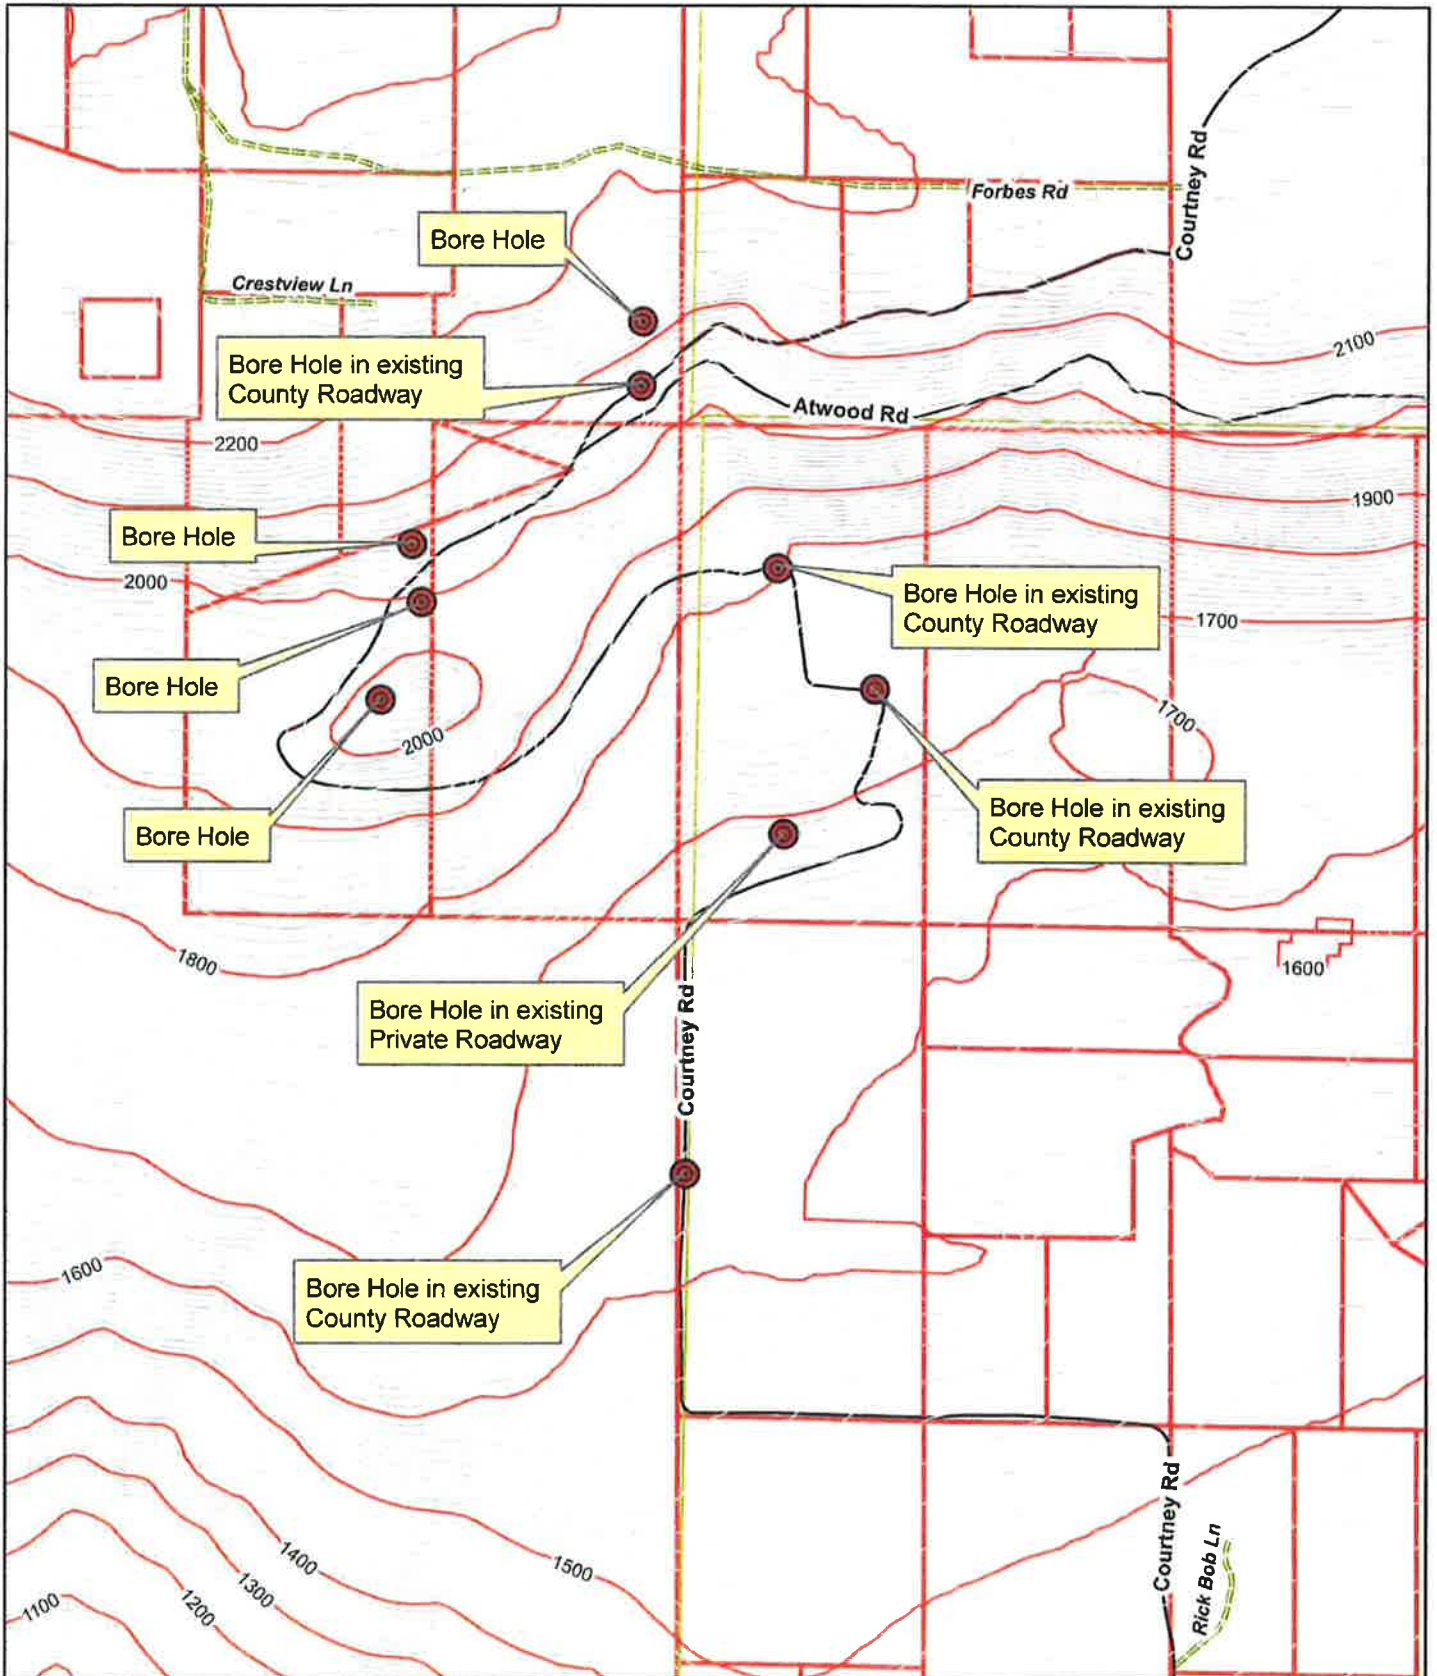 Courtney Rd
Forbes Rd
Bore Hole
Crestview Ln
Bore Hole in existing
County Roadway
2100
Atwood Rd
2200
1900
Bore Hole
2000
Bore Hole in existing
County Roadway
1700
Bore Hole
1700
2000
Bore Hole
Bore Hole in existing
County Roadway
1800
1600
Bore Hole in existing
Private Roadway
Courtney Rd
1600
Bore Hole in existing
County Roadway
Courtney Rd
Rick Bob Ln
1500
1400
1300
1200
1100